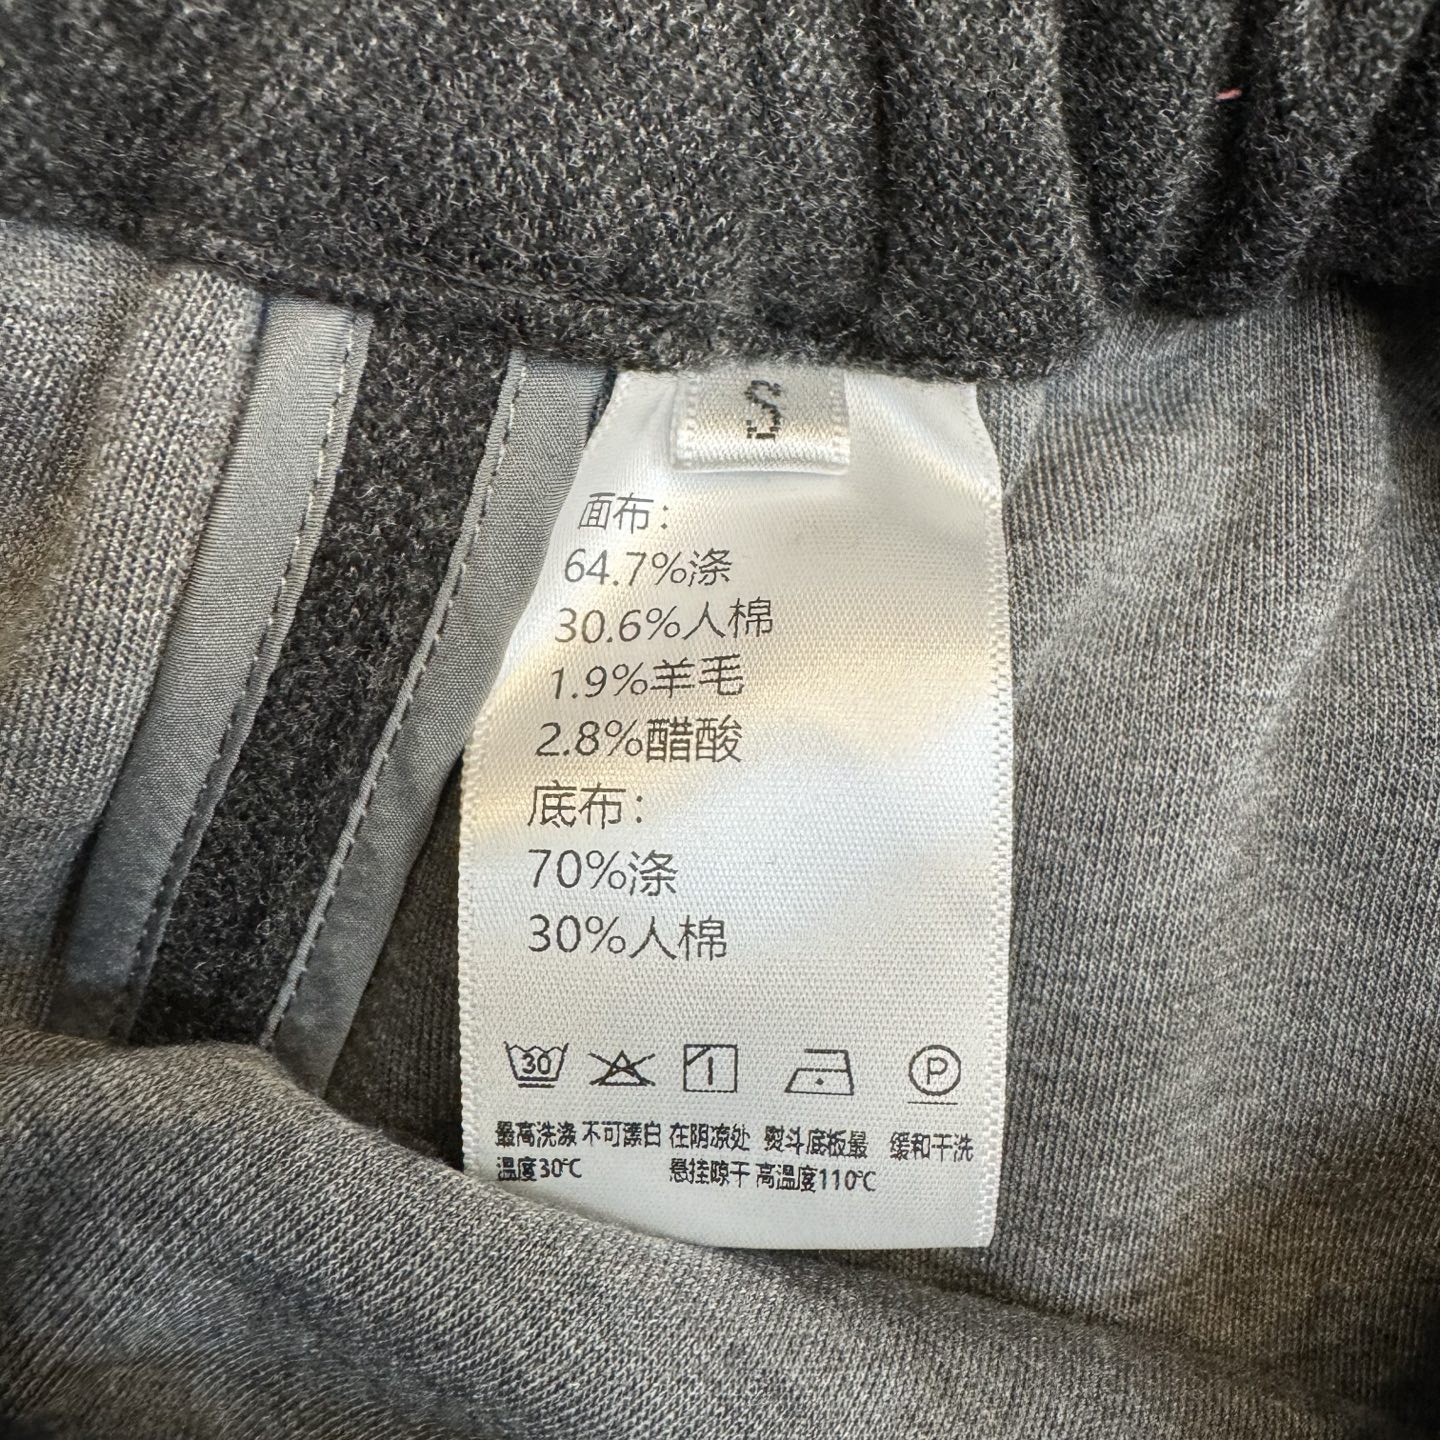 S
面布：
64.7%涤
30.6%人棉
1.9%羊毛
2.8%醋酸
底布：
70%涤
30%人棉
30 1 P
最高洗涤 不可漂白 在阴凉处 熨斗底板最 缓和干洗
温度30℃ 悬挂晾干 高温度110℃